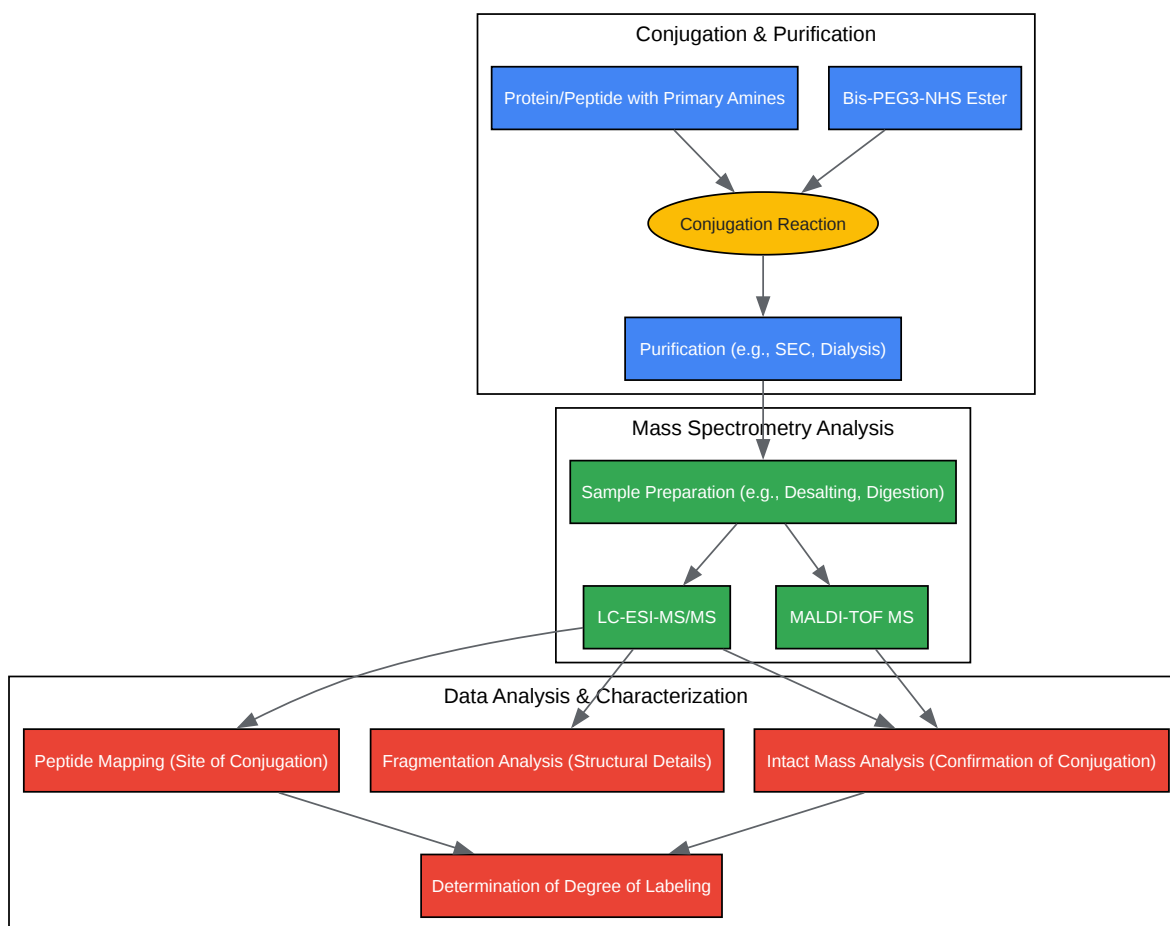 Conjugation & Purification
Protein/Peptide with Primary Amines
Bis-PEG3-NHS Ester
Conjugation Reaction
Purification (e.g., SEC, Dialysis)
Mass Spectrometry Analysis
Sample Preparation (e.g., Desalting, Digestion)
LC-ESI-MS/MS
MALDI-TOF MS
Data Analysis & Characterization
Peptide Mapping (Site of Conjugation)
Fragmentation Analysis (Structural Details)
Intact Mass Analysis (Confirmation of Conjugation)
Determination of Degree of Labeling